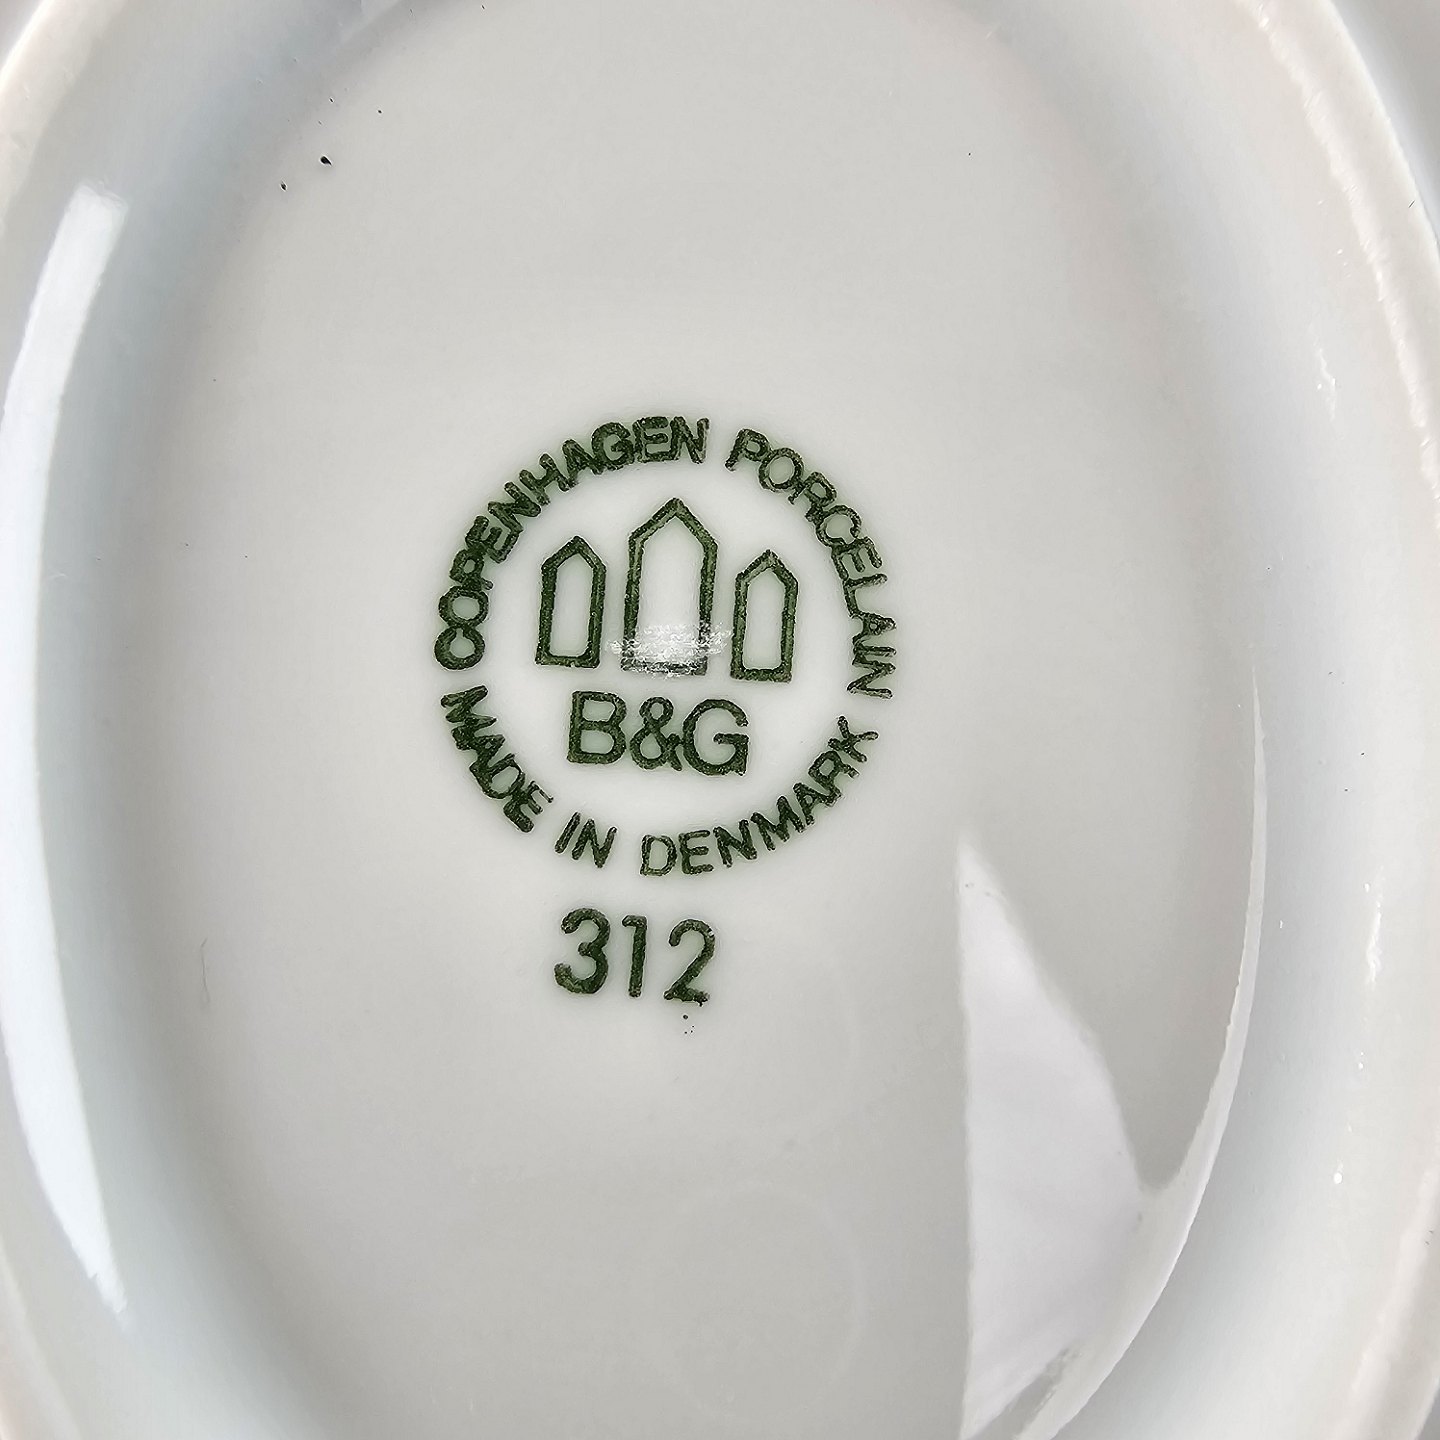 COPENHAGEN PORCELAIN
B&G
MADE IN DENMARK
312